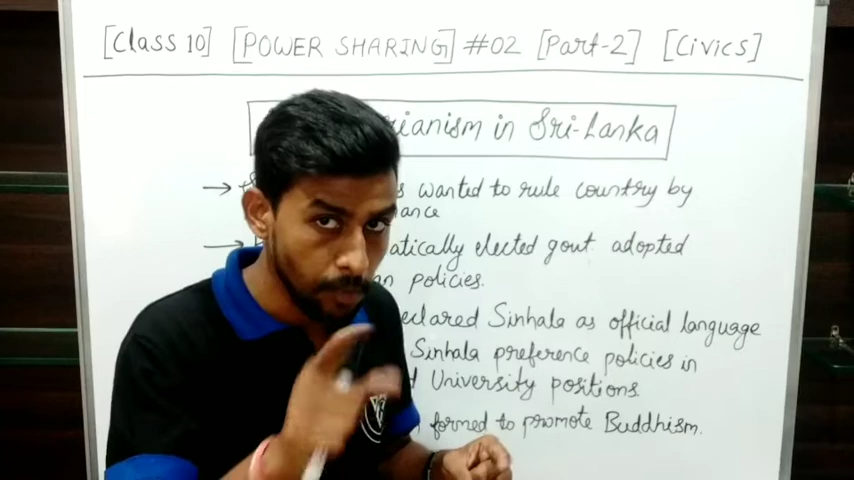 [Class 10] [POWER SHARING] #02 [Part-2] [Civics]
ianism in Sri-Lanka
→ wanted to rule country by
ance
→ atically elected govt adopted
policies.
eclared Sinhala as official language
Sinhala preference policies in
University positions.
formed to promote Buddhism.